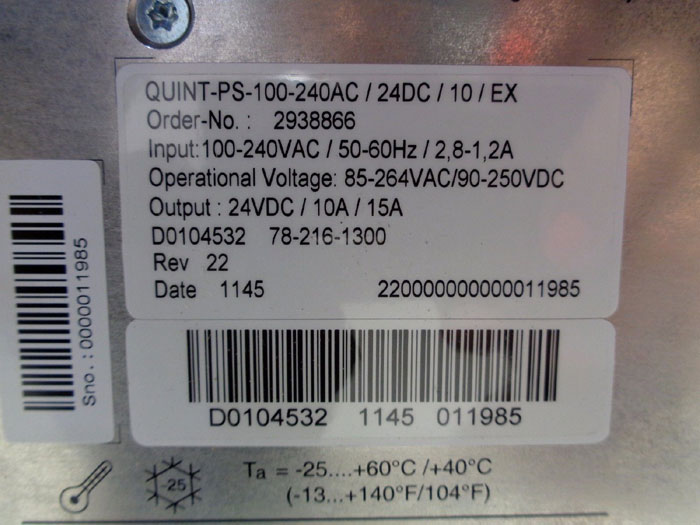 QUINT-PS-100-240AC / 24DC / 10 / EX
Order-No. : 2938866
Input:100-240VAC / 50-60Hz / 2,8-1,2A
Operational Voltage: 85-264VAC/90-250VDC
Output : 24VDC / 10A / 15A
D0104532 78-216-1300
Rev 22
Date 1145 220000000000011985
Sno.:0000011985
D0104532 1145 011985
-25
Ta = -25....+60°C /+40°C
(-13...+140°F/104°F)